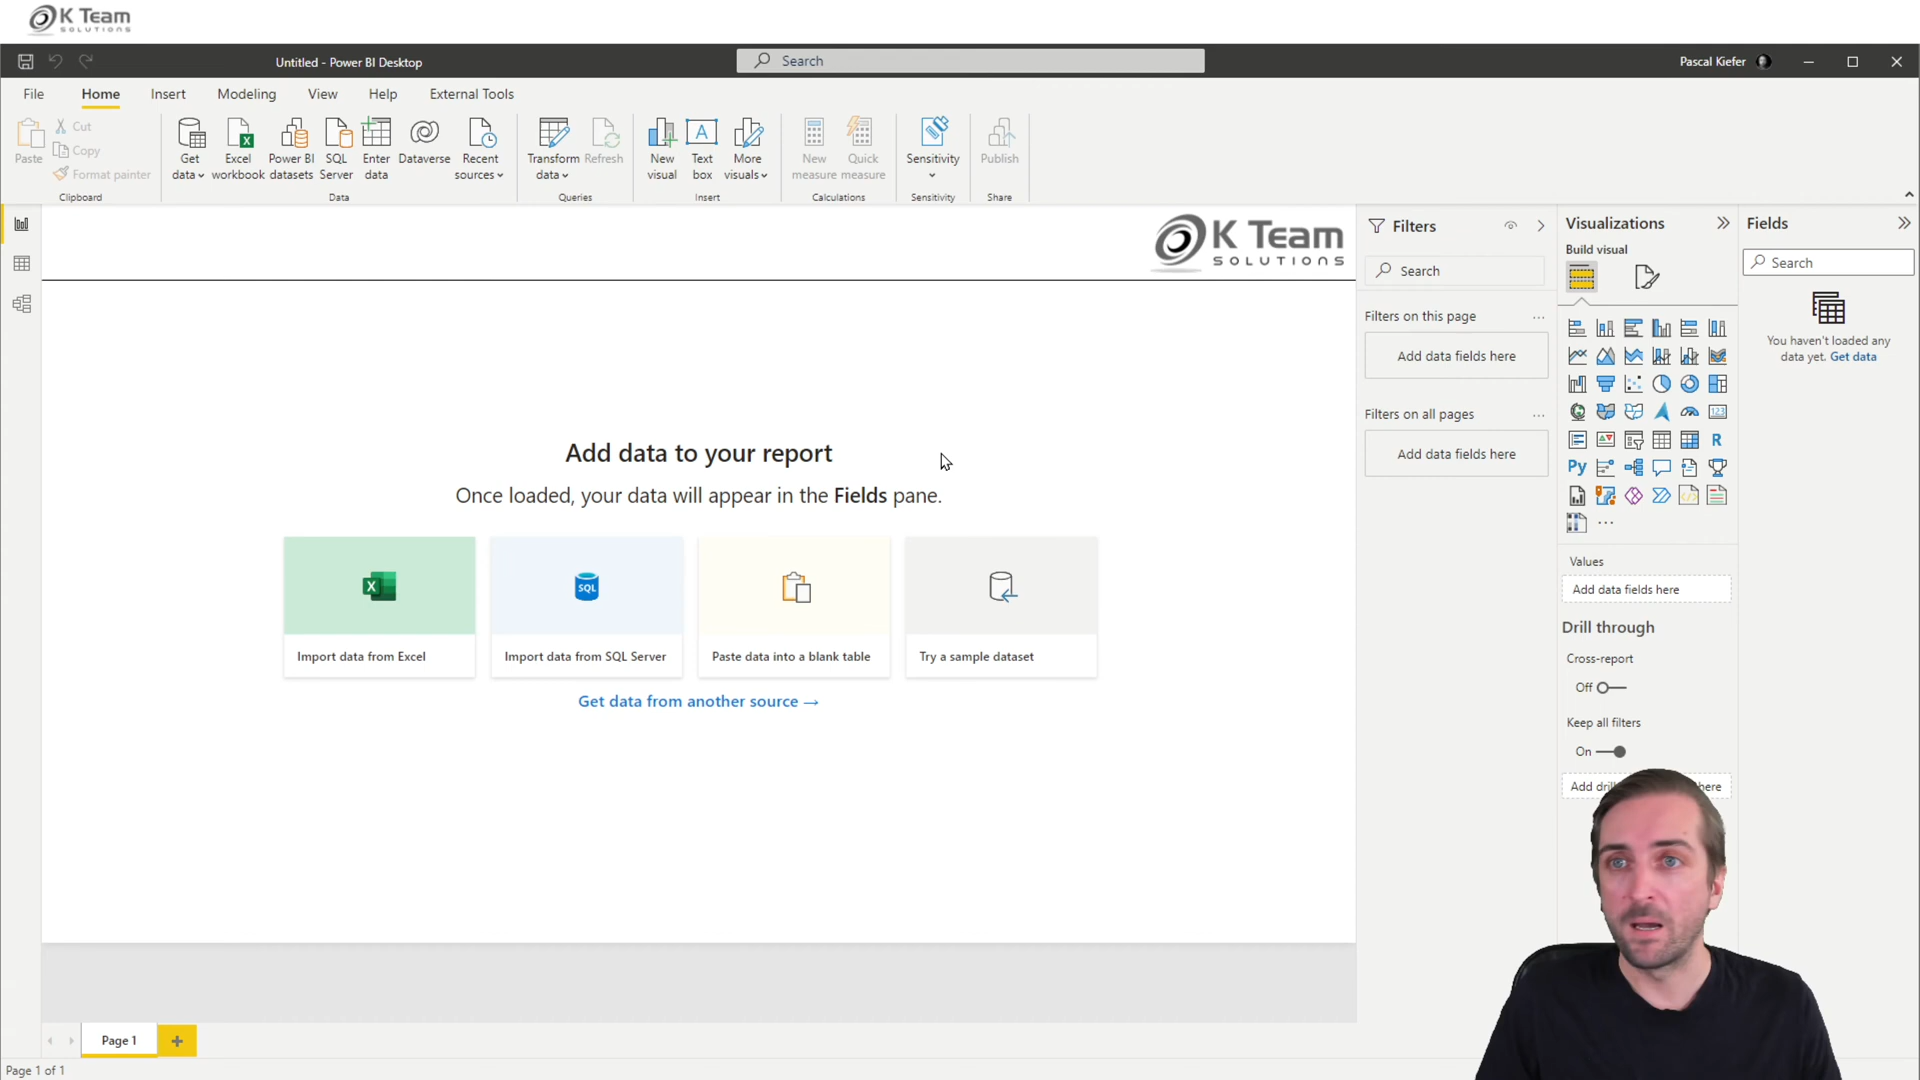 K Team
SOLUTIONS
Untitled - Power BI Desktop
Search
Pascal Kiefer
File
Home
Insert
Modeling
View
Help
External Tools
Paste
Cut
Copy
Format painter
Clipboard
Get
data
Excel
workbook
Power BI
datasets
SQL
Server
Enter
data
Dataverse
Recent
sources
Data
Transform
data
Refresh
Queries
New
visual
A
Text
box
More
visuals
Insert
New
measure
Quick
measure
Calculations
Sensitivity
Sensitivity
Publish
Share
K Team
SOLUTIONS
Add data to your report
Once loaded, your data will appear in the Fields pane.
X
Import data from Excel
SQL
Import data from SQL Server
Paste data into a blank table
Try a sample dataset
Get data from another source →
Filters
Search
Filters on this page
...
Add data fields here
Filters on all pages
...
Add data fields here
Visualizations
Build visual
123
R
Py
...
Values
Add data fields here
Drill through
Cross-report
Off
Keep all filters
On
Add
here
Fields
Search
You haven't loaded any
data yet. Get data
Page 1
+
Page 1 of 1